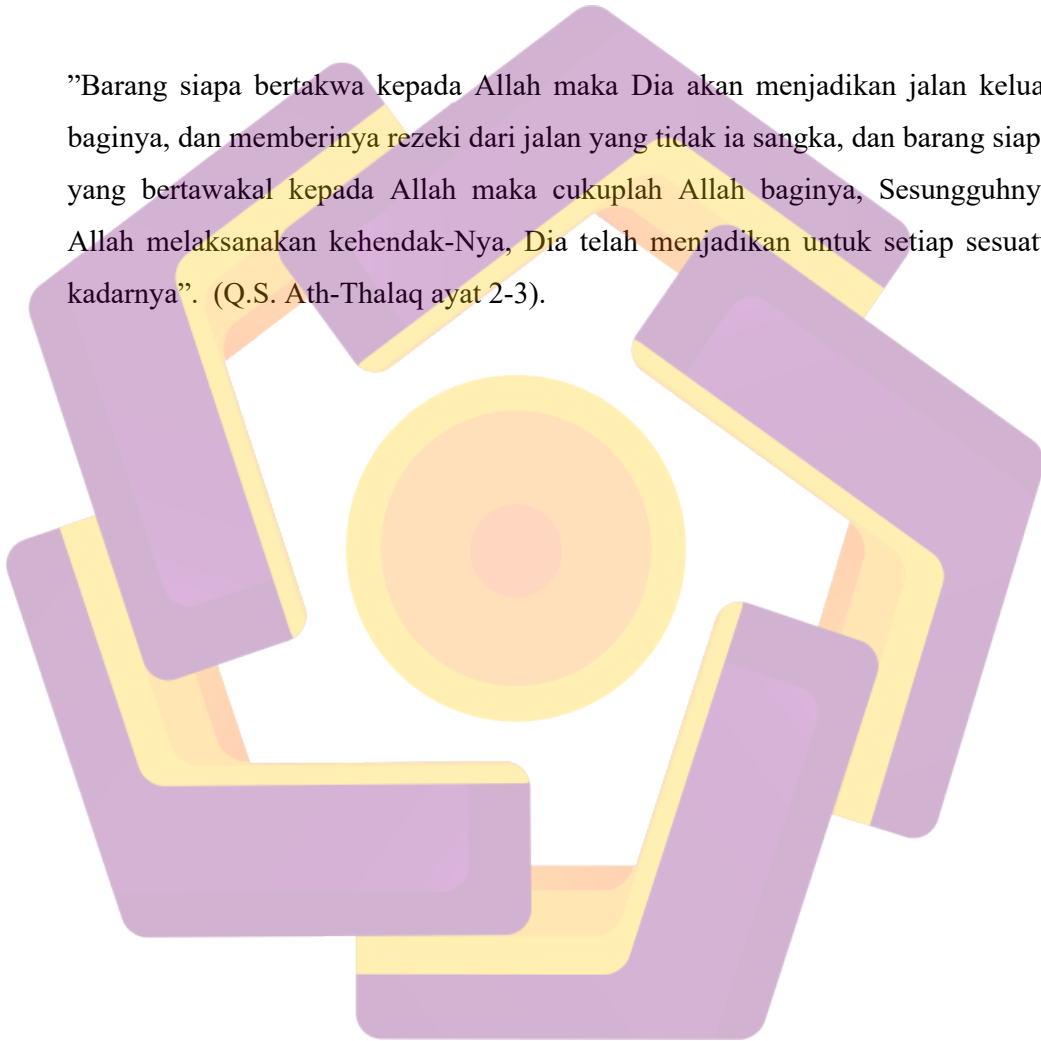 ”Barang siapa bertakwa kepada Allah maka Dia akan menjadikan jalan kelua
baginya, dan memberinya rezeki dari jalan yang tidak ia sangka, dan barang siap
yang bertawakal kepada Allah maka cukuplah Allah baginya, Sesungguhny
Allah melaksanakan kehendak-Nya, Dia telah menjadikan untuk setiap sesuat
kadarnya”. (Q.S. Ath-Thalaq ayat 2-3).